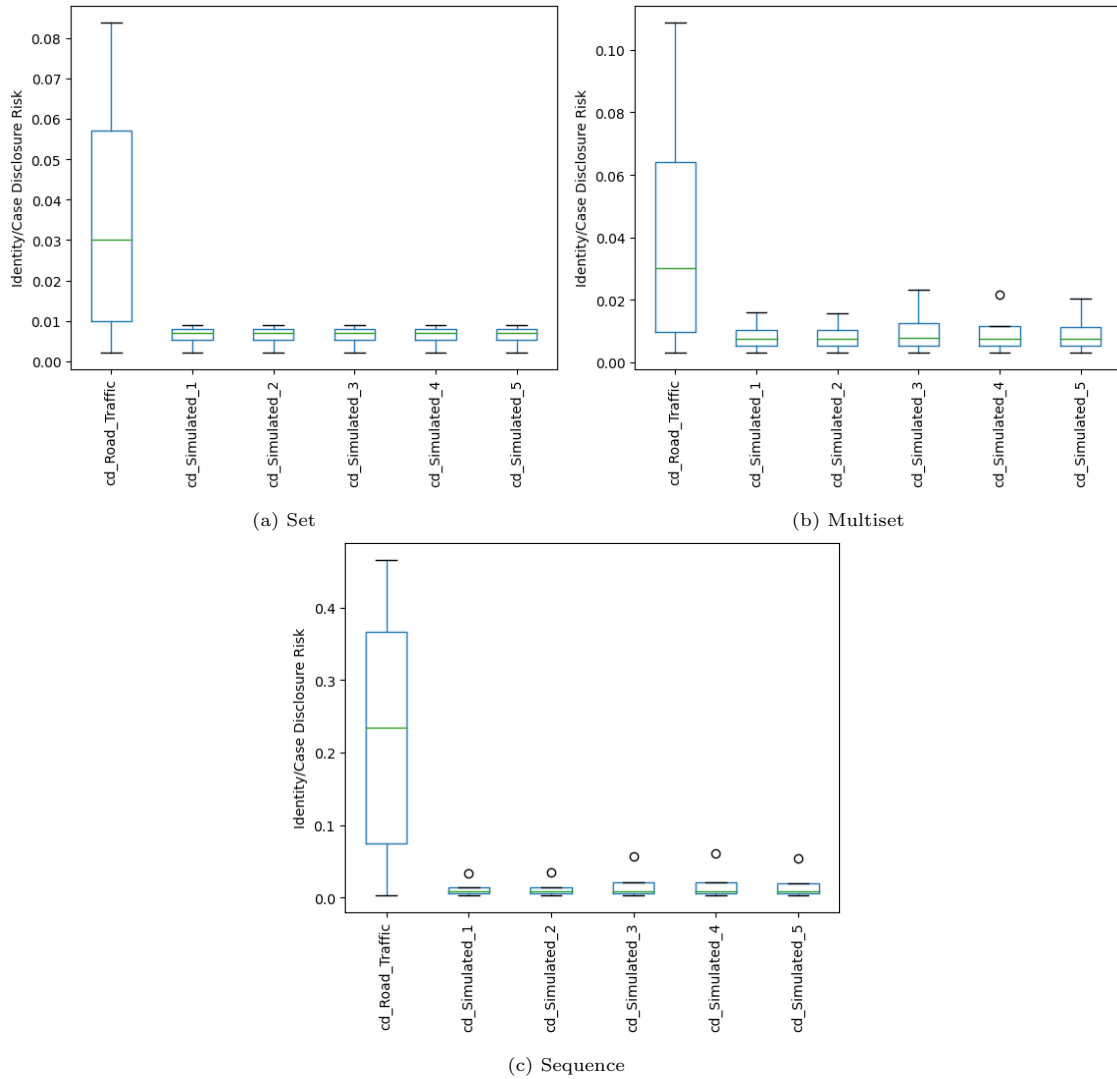 Identity/Case Disclosure Risk
0.08
0.07
0.06
0.05
0.04
0.03
0.02
0.01
0.00
cd_Road_Traffic
cd_Simulated_1
cd_Simulated_2
cd_Simulated_3
cd_Simulated_4
cd_Simulated_5
(a) Set
Identity/Case Disclosure Risk
0.10
0.08
0.06
0.04
0.02
0.00
cd_Road_Traffic
cd_Simulated_1
cd_Simulated_2
cd_Simulated_3
cd_Simulated_4
cd_Simulated_5
(b) Multiset
Identity/Case Disclosure Risk
0.4
0.3
0.2
0.1
0.0
cd_Road_Traffic
cd_Simulated_1
cd_Simulated_2
cd_Simulated_3
cd_Simulated_4
cd_Simulated_5
(c) Sequence